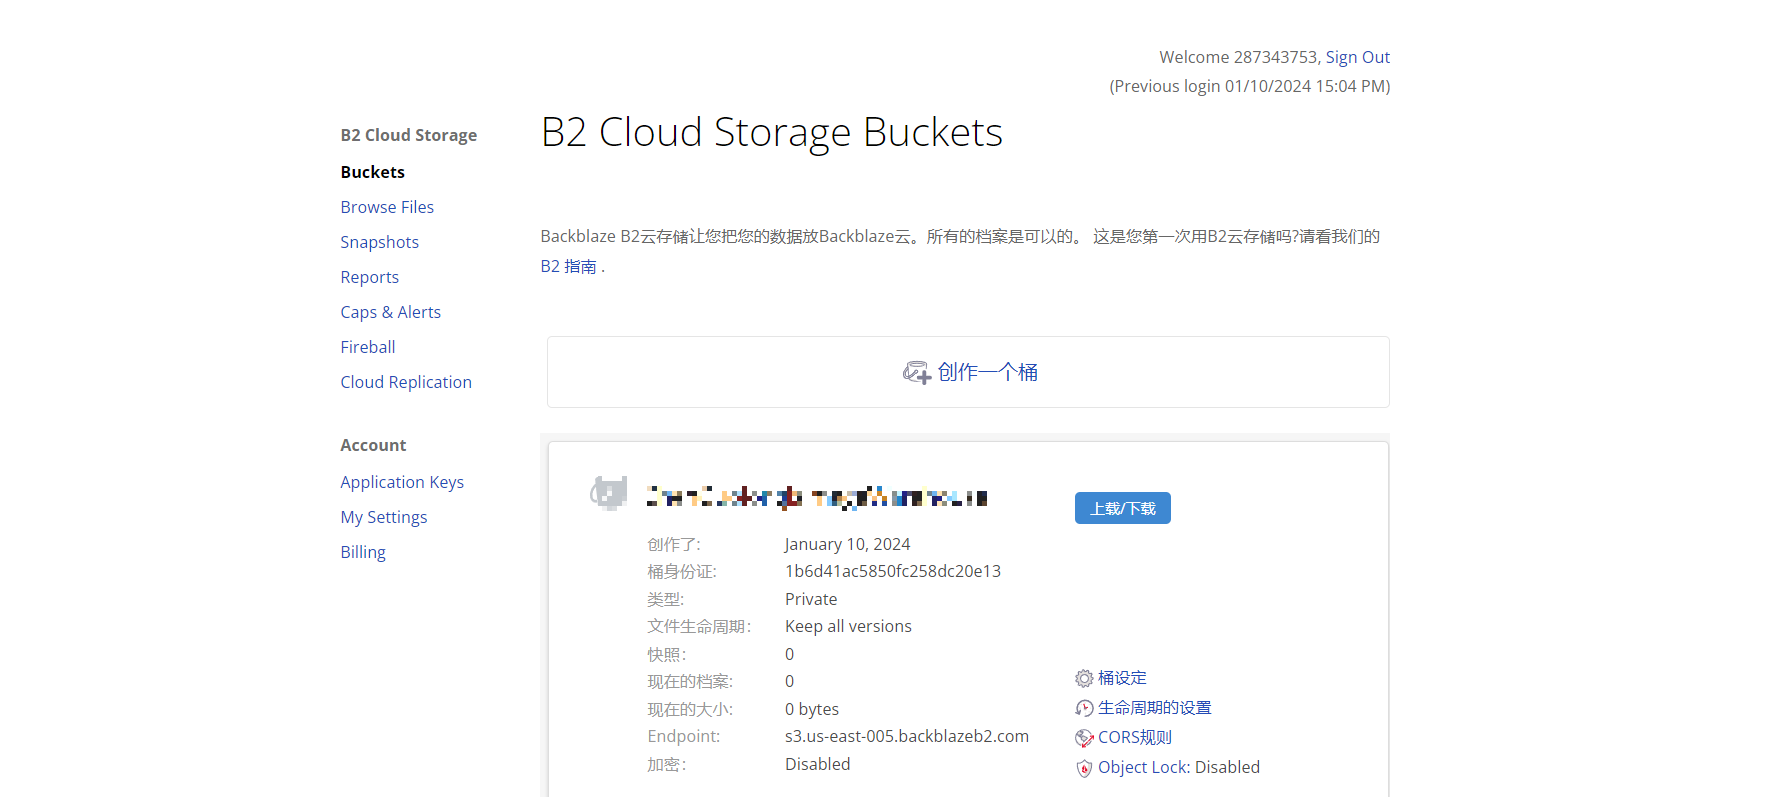 Welcome 287343753, Sign Out
(Previous login 01/10/2024 15:04 PM)
B2 Cloud Storage
Buckets
Browse Files
Snapshots
Reports
Caps & Alerts
Fireball
Cloud Replication
Account
Application Keys
My Settings
Billing
B2 Cloud Storage Buckets
Backblaze B2云存储让您把您的数据放Backblaze云。所有的档案是可以的。 这是您第一次用B2云存储吗?请看我们的
B2 指南 .
创作一个桶
上载/下载
创作了: January 10, 2024
桶身份证: 1b6d41ac5850fc258dc20e13
类型: Private
文件生命周期： Keep all versions
快照： 0
现在的档案: 0
现在的大小: 0 bytes
Endpoint: s3.us-east-005.backblazeb2.com
加密： Disabled
桶设定
生命周期的设置
CORS规则
Object Lock: Disabled